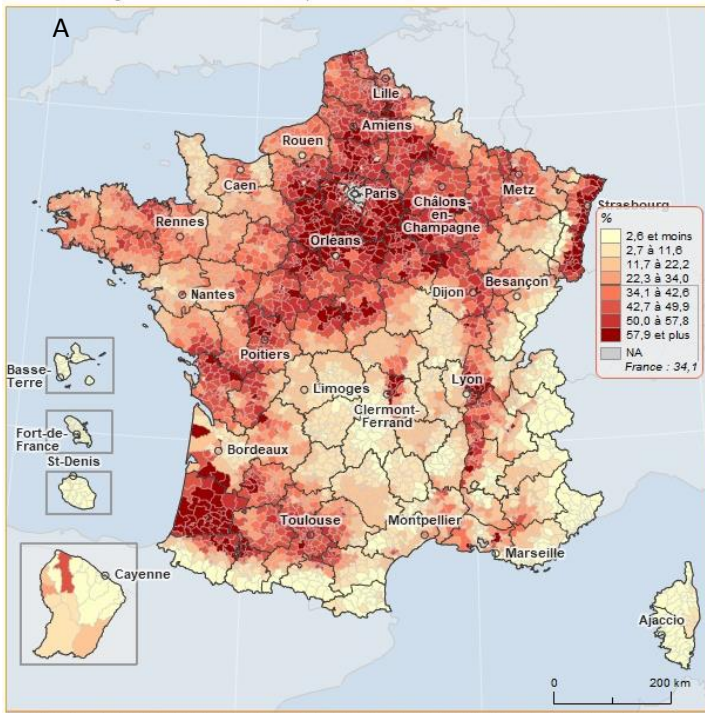 A
Lille
Amiens
Rouen
Caen
Paris
Châlons-
en-
Champagne
Metz
Strasbourg
Rennes
Orléans
Nantes
Dijon
Besançon
Poitiers
Limoges
Clermont-
Ferrand
Lyon
Bordeaux
Toulouse
Montpellier
Marseille
Ajaccio
Basse-
Terre
Fort-de-
France
St-Denis
Cayenne
%
2,6 et moins
2,7 à 11,6
11,7 à 22,2
22,3 à 34,0
34,1 à 42,6
42,7 à 49,9
50,0 à 57,8
57,9 et plus
NA
France : 34,1
0 200 km